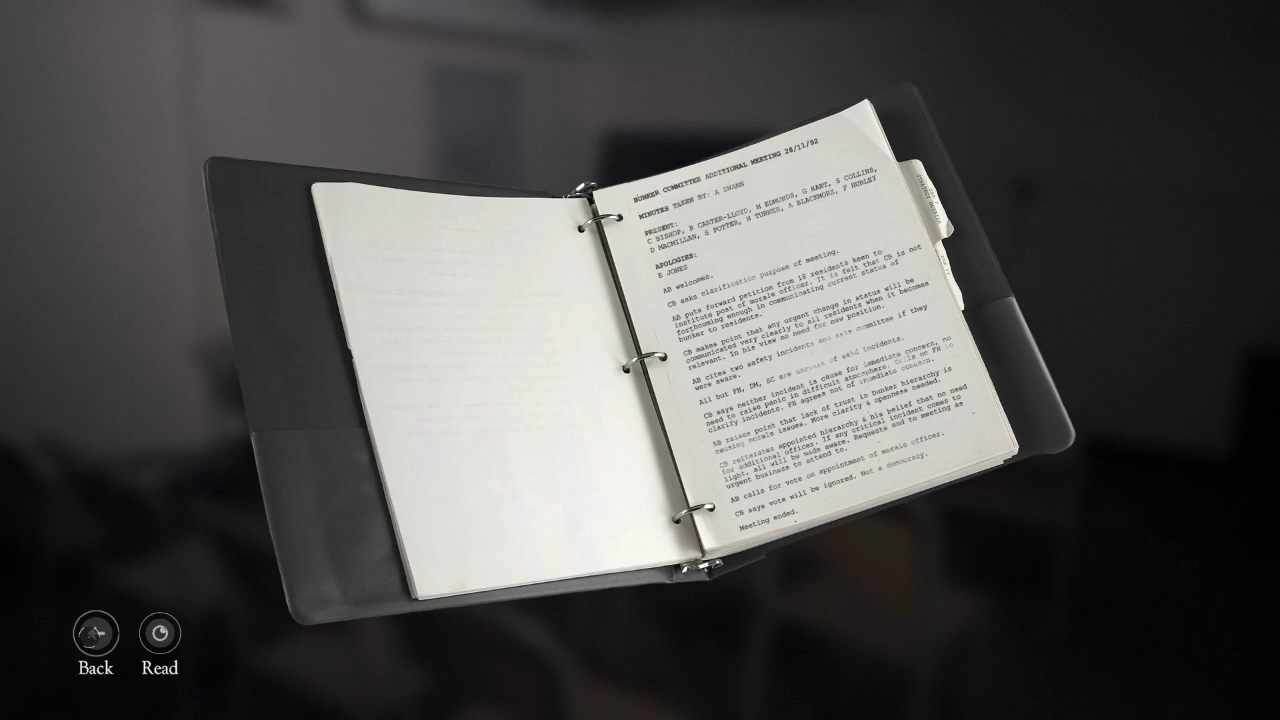 BUNKER COMMITTEE ADDITIONAL MEETING 28/11/92
MINUTES TAKEN BY: A SWANN
PRESENT:
C BISHOP, R CARTER-LLOYD, M EDMUNDS, G HART, S COLLINS,
D MACMILLAN, S POTTER, H TURNER, A BLACKMORE, F HURLEY
APOLOGIES:
E JONES
AB welcomes.
CB asks clarification purpose of meeting.
AB puts forward petition from 18 residents keen to
institute post of morale officer. It is felt that CB is not
forthcoming enough in communicating current status of
bunker to residents.
CB makes point that any urgent change in status will be
communicated very clearly to all residents when it becomes
relevant. In his view no need for new position.
AB cites two safety incidents and asks committee if they
were aware.
All but FH, DM, SC are unaware of said incidents.
CB says neither incident is cause for immediate concern, no
need to raise panic in difficult atmosphere. Calls on FH to
clarify incidents. FH agrees not of immediate concern.
AB raises point that lack of trust in bunker hierarchy is
causing morale issues. More clarity & openness needed.
CB reiterates appointed hierarchy & his belief that no need
for additional officer. If any critical incident comes to
light, all will be made aware. Requests end to meeting as
urgent business to attend to.
AB calls for vote on appointment of morale officer.
CB says vote will be ignored. Not a democracy.
Meeting ended.
Back
Read